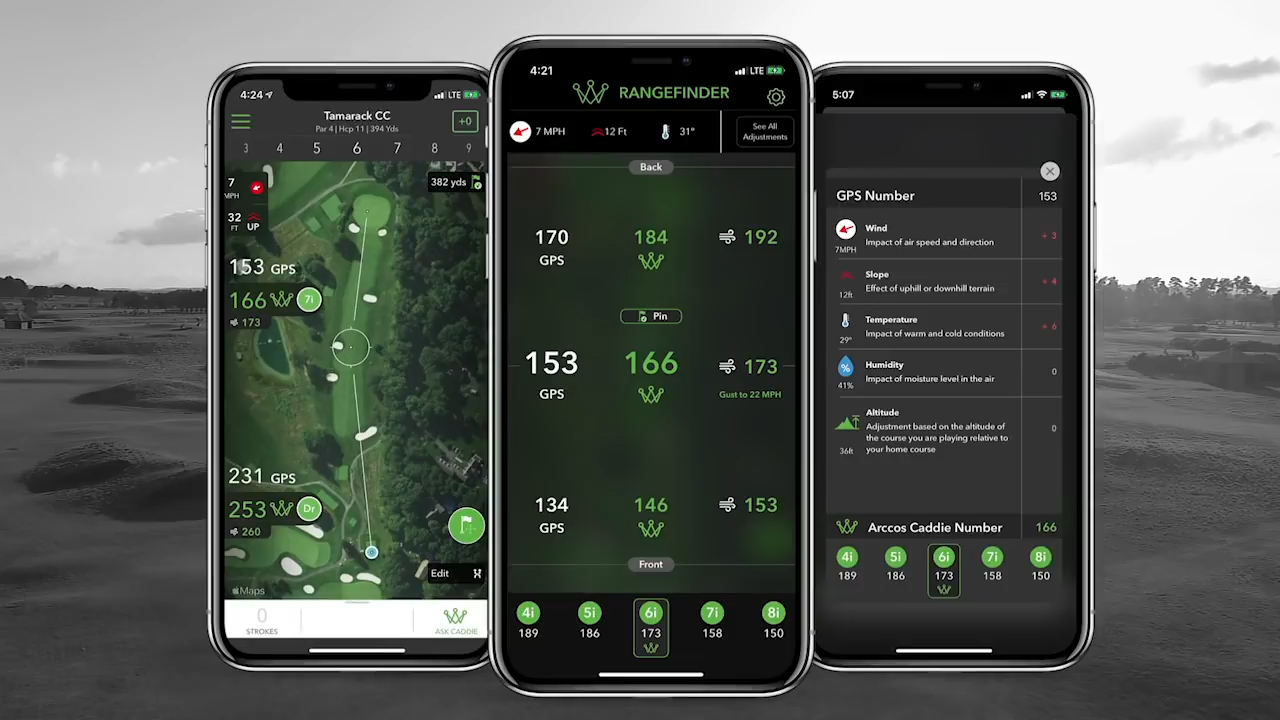 4:24
LTE
Tamarack CC
Par 4 | Hcp 11 | 394 Yds
+0
3 4 5 6 7 8 9
7
MPH
382 yds
32
FT UP
153 GPS
166 7i
173
231 GPS
253 Dr
260
Edit
Maps
0
STROKES
ASK CADDIE
4:21
LTE
RANGEFINDER
7 MPH
12 Ft
31°
See All
Adjustments
Back
170 184 192
GPS
Pin
153 166 173
GPS
Gust to 22 MPH
134 146 153
GPS
Front
4i 5i 6i 7i 8i
189 186 173 158 150
5:07
GPS Number 153
Wind
Impact of air speed and direction
+ 3
7MPH
Slope
Effect of uphill or downhill terrain
+ 4
12ft
Temperature
Impact of warm and cold conditions
+ 6
29°
%
Humidity
Impact of moisture level in the air
0
41%
Altitude
Adjustment based on the altitude of
the course you are playing relative to
your home course
0
36ft
Arccos Caddie Number 166
4i 5i 6i 7i 8i
189 186 173 158 150